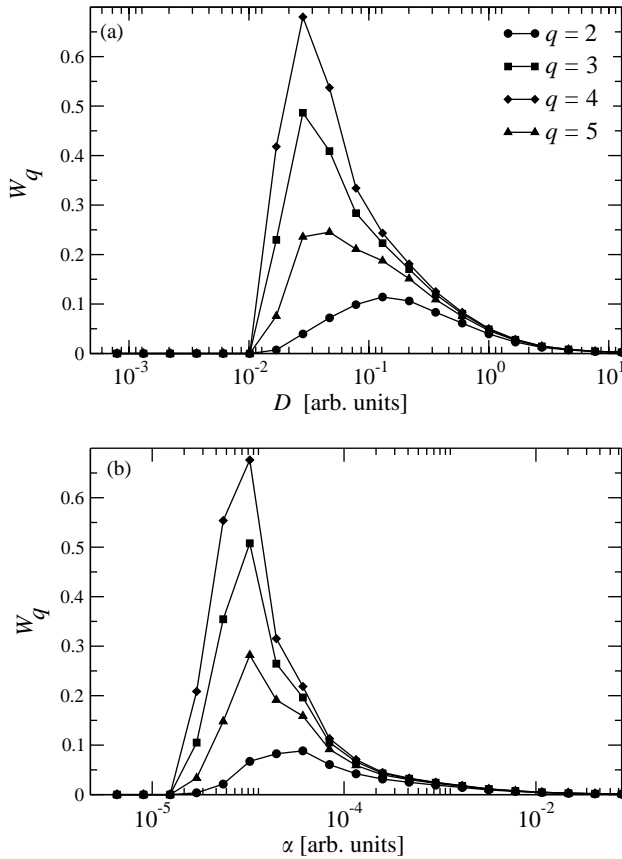 (a)
q = 2
q = 3
q = 4
q = 5
0.6
0.5
0.4
0.3
0.2
0.1
0
W_q
10^-3 10^-2 10^-1 10^0 10^1
D [arb. units]
(b)
0.6
0.5
0.4
0.3
0.2
0.1
0
W_q
10^-5 10^-4 10^-2
α [arb. units]